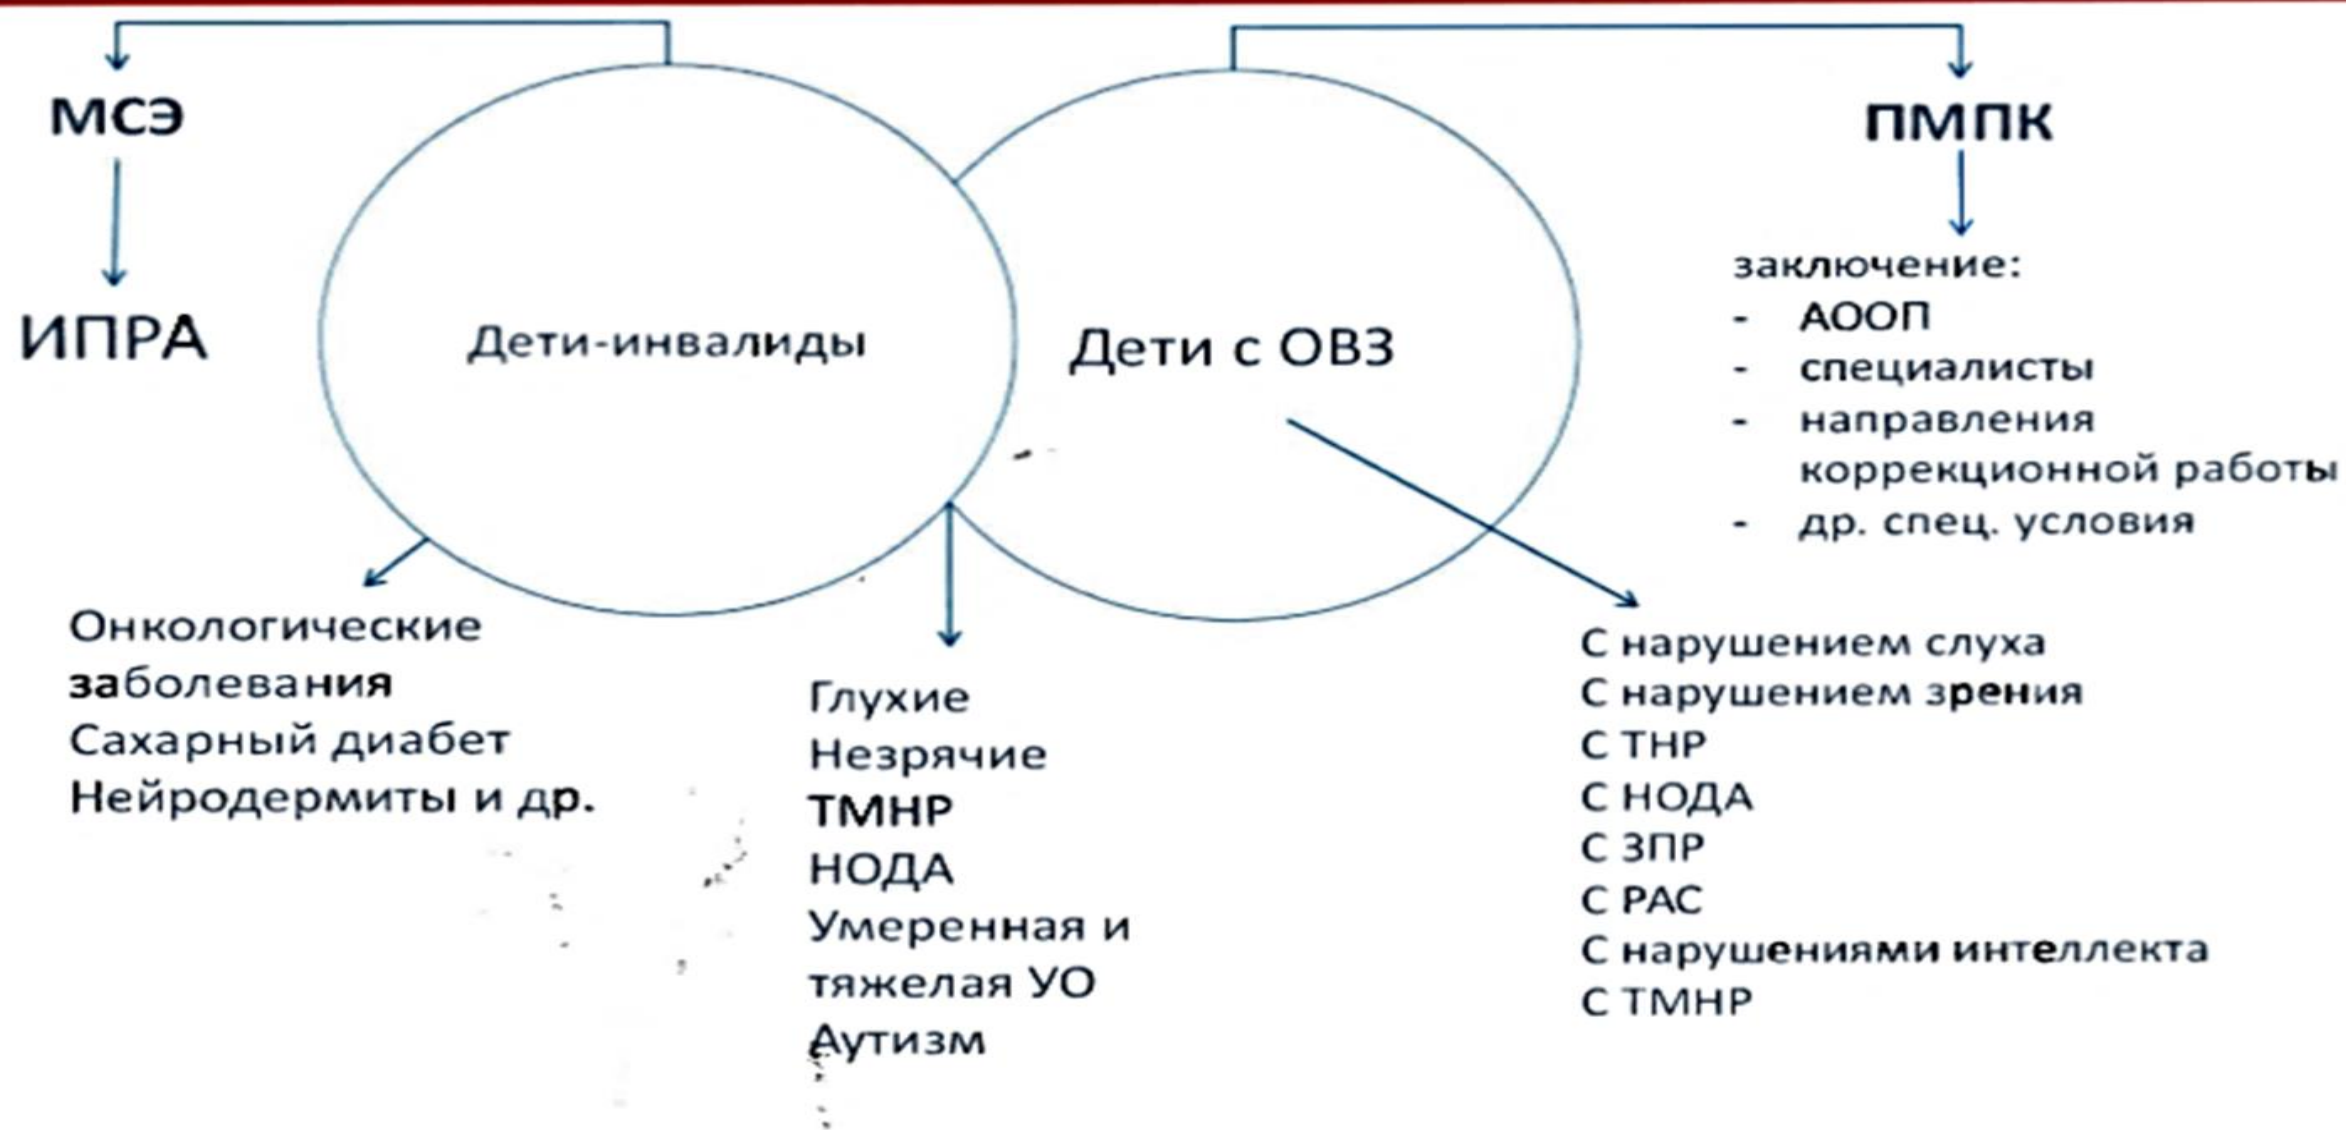 МСЭ
ИПРА
Дети-инвалиды
Дети с ОВЗ
ПМПК
заключение:
- АООП
- специалисты
- направления
коррекционной работы
- др. спец. условия
Онкологические
заболевания
Сахарный диабет
Нейродермиты и др.
Глухие
Незрячие
ТМНР
НОДА
Умеренная и
тяжелая УО
Аутизм
С нарушением слуха
С нарушением зрения
С ТНР
С НОДА
С ЗПР
С РАС
С нарушениями интеллекта
С ТМНР